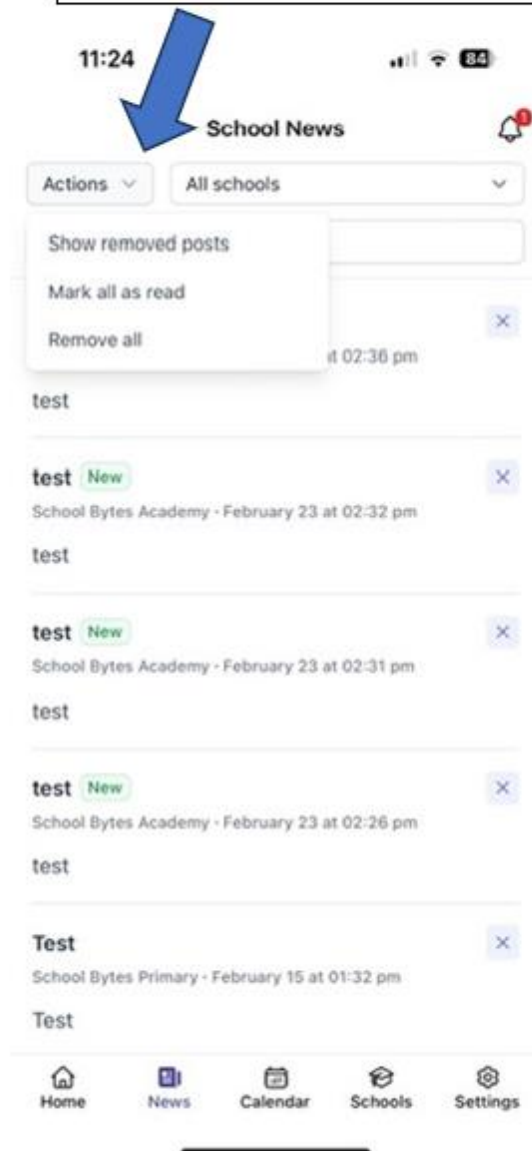 11:24
84
School News
1
Actions
All schools
Show removed posts
Mark all as read
Remove all
at 02:36 pm
test
test New
School Bytes Academy - February 23 at 02:32 pm
test
test New
School Bytes Academy - February 23 at 02:31 pm
test
test New
School Bytes Academy - February 23 at 02:26 pm
test
Test
School Bytes Primary - February 15 at 01:32 pm
Test
Home
News
Calendar
Schools
Settings